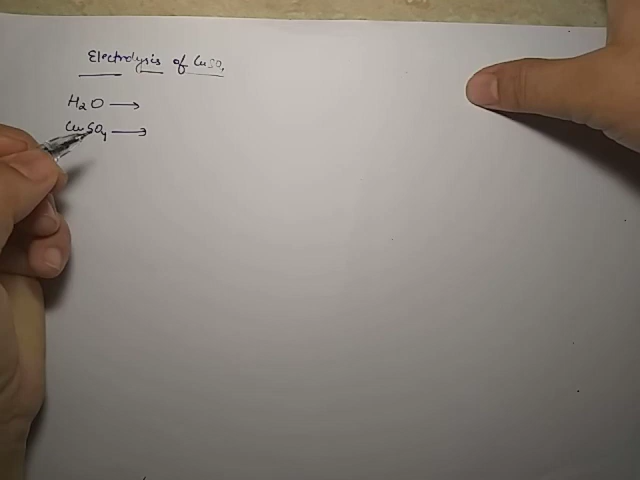 Electrolysis of CuSO₄
H₂O →
CuSO₄ →